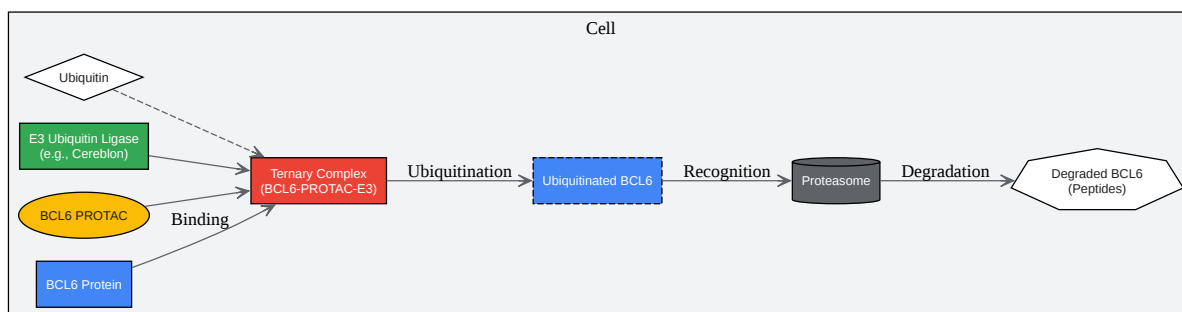 Cell
Ubiquitin
E3 Ubiquitin Ligase
(e.g., Cereblon)
BCL6 PROTAC
Binding
BCL6 Protein
Ternary Complex
(BCL6-PROTAC-E3)
Ubiquitination
Ubiquitinated BCL6
Recognition
Proteasome
Degradation
Degraded BCL6
(Peptides)